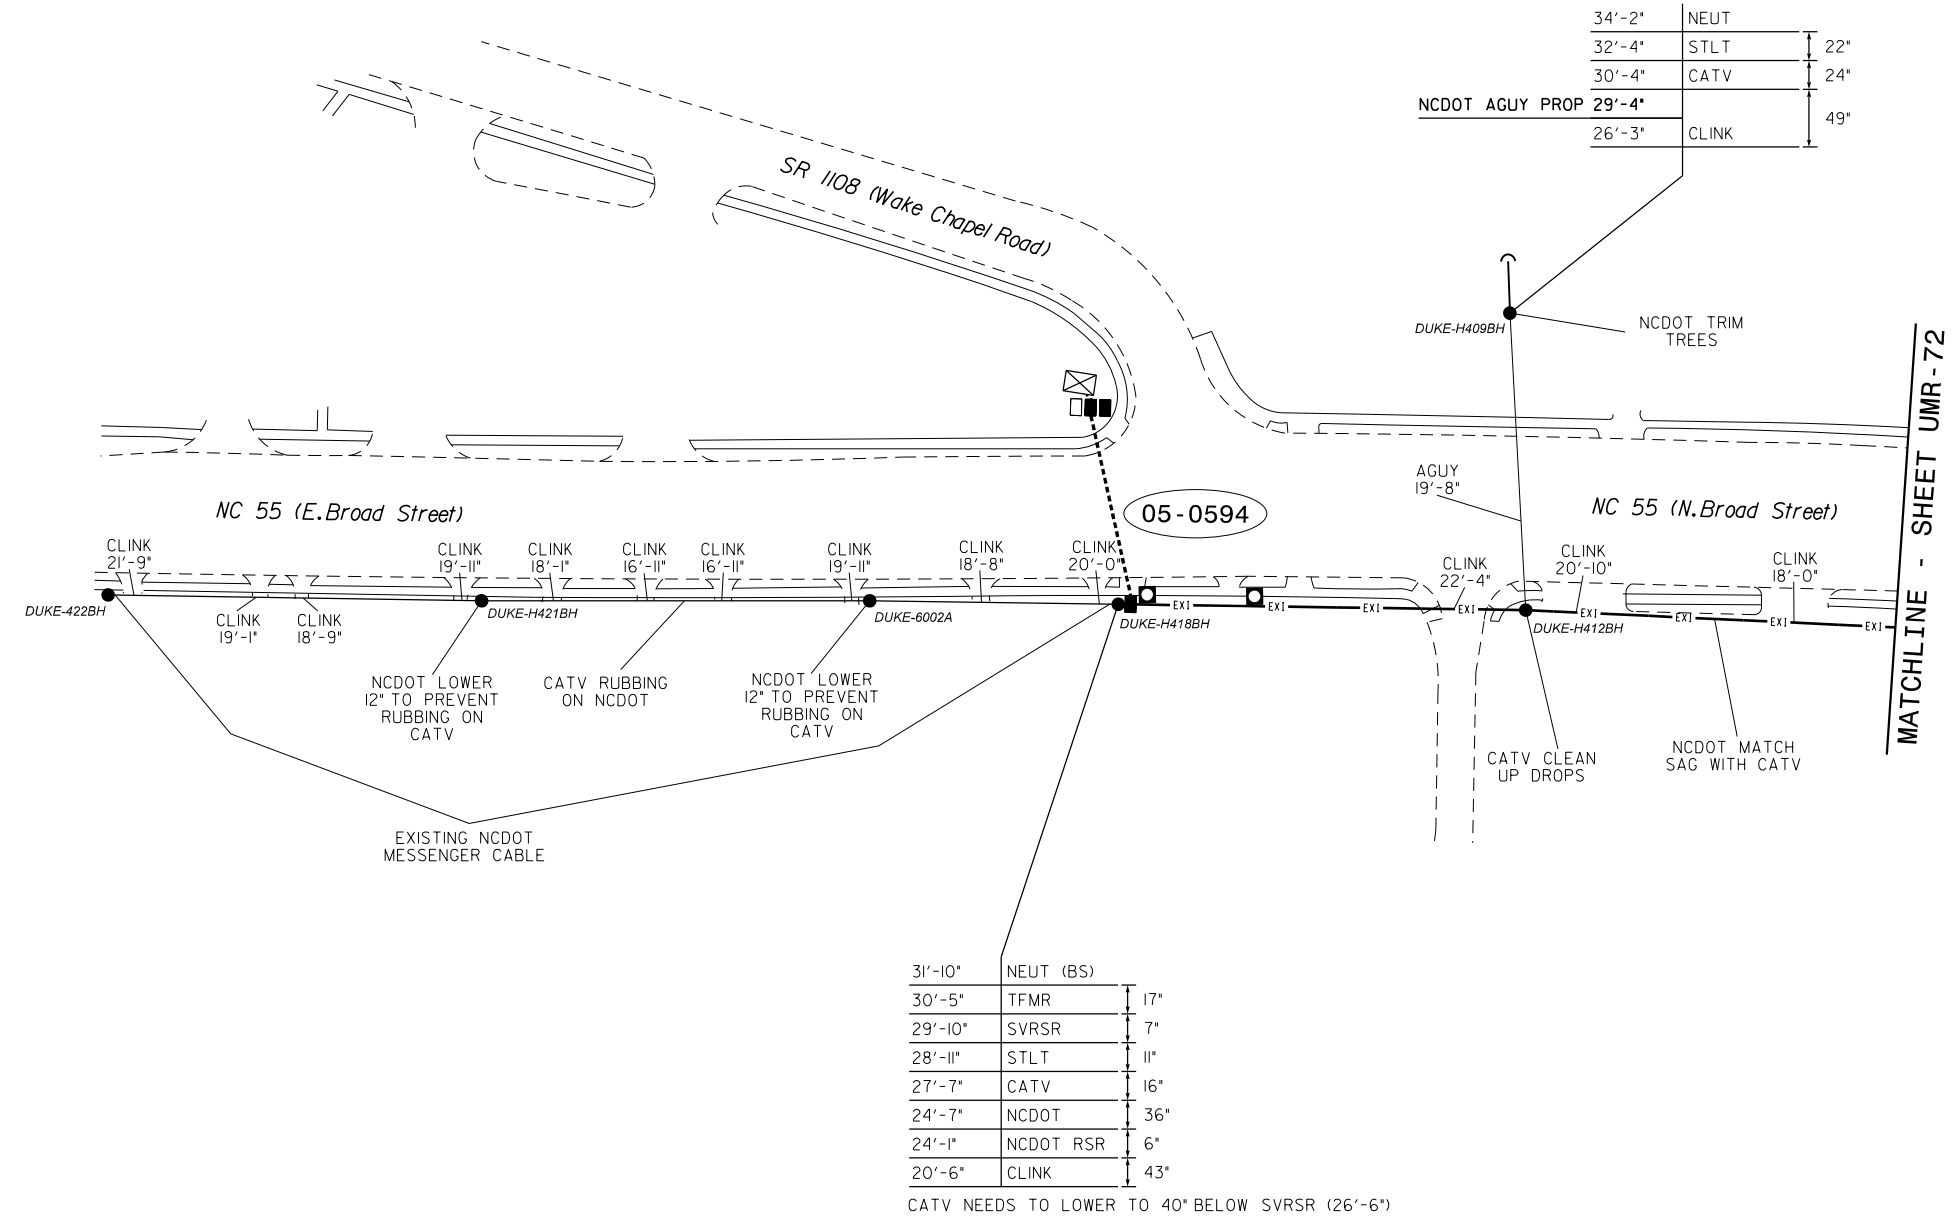 34'-2" NEUT
32'-4" STLT 22"
30'-4" CATV 24"
NCDOT AGUY PROP 29'-4"
49"
26'-3" CLINK
SR 1108 (Wake Chapel Road)
DUKE-H409BH
NCDOT TRIM
TREES
MATCHLINE - SHEET UMR-72
AGUY
19'-8"
NC 55 (E.Broad Street)
05-0594
NC 55 (N.Broad Street)
CLINK
21'-9"
CLINK
19'-11"
CLINK
18'-1"
CLINK
16'-11"
CLINK
16'-11"
CLINK
19'-11"
CLINK
18'-8"
CLINK
20'-0"
CLINK
22'-4"
CLINK
20'-10"
CLINK
18'-0"
EXI EXI EXI EXI EXI EXI EXI EXI
DUKE-422BH
CLINK
19'-1"
CLINK
18'-9"
DUKE-H421BH
DUKE-6002A
DUKE-H418BH
DUKE-H412BH
NCDOT LOWER
12" TO PREVENT
RUBBING ON
CATV
CATV RUBBING
ON NCDOT
NCDOT LOWER
12" TO PREVENT
RUBBING ON
CATV
CATV CLEAN
UP DROPS
NCDOT MATCH
SAG WITH CATV
EXISTING NCDOT
MESSENGER CABLE
31'-10" NEUT (BS)
30'-5" TFMR 17"
29'-10" SVRSR 7"
28'-11" STLT 11"
27'-7" CATV 16"
24'-7" NCDOT 36"
24'-1" NCDOT RSR 6"
20'-6" CLINK 43"
CATV NEEDS TO LOWER TO 40" BELOW SVRSR (26'-6")